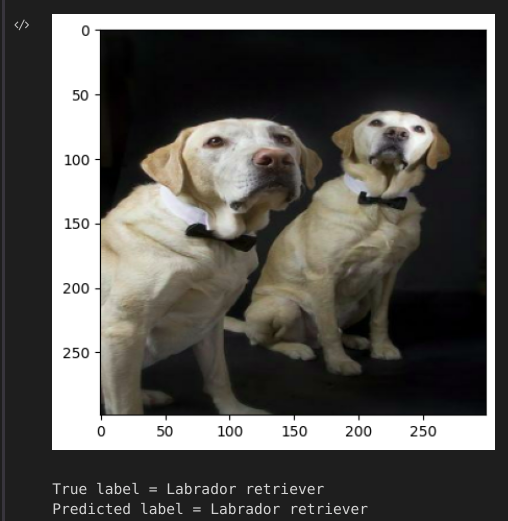 </>
0
50
100
150
200
250
0 50 100 150 200 250
True label = Labrador retriever
Predicted label = Labrador retriever